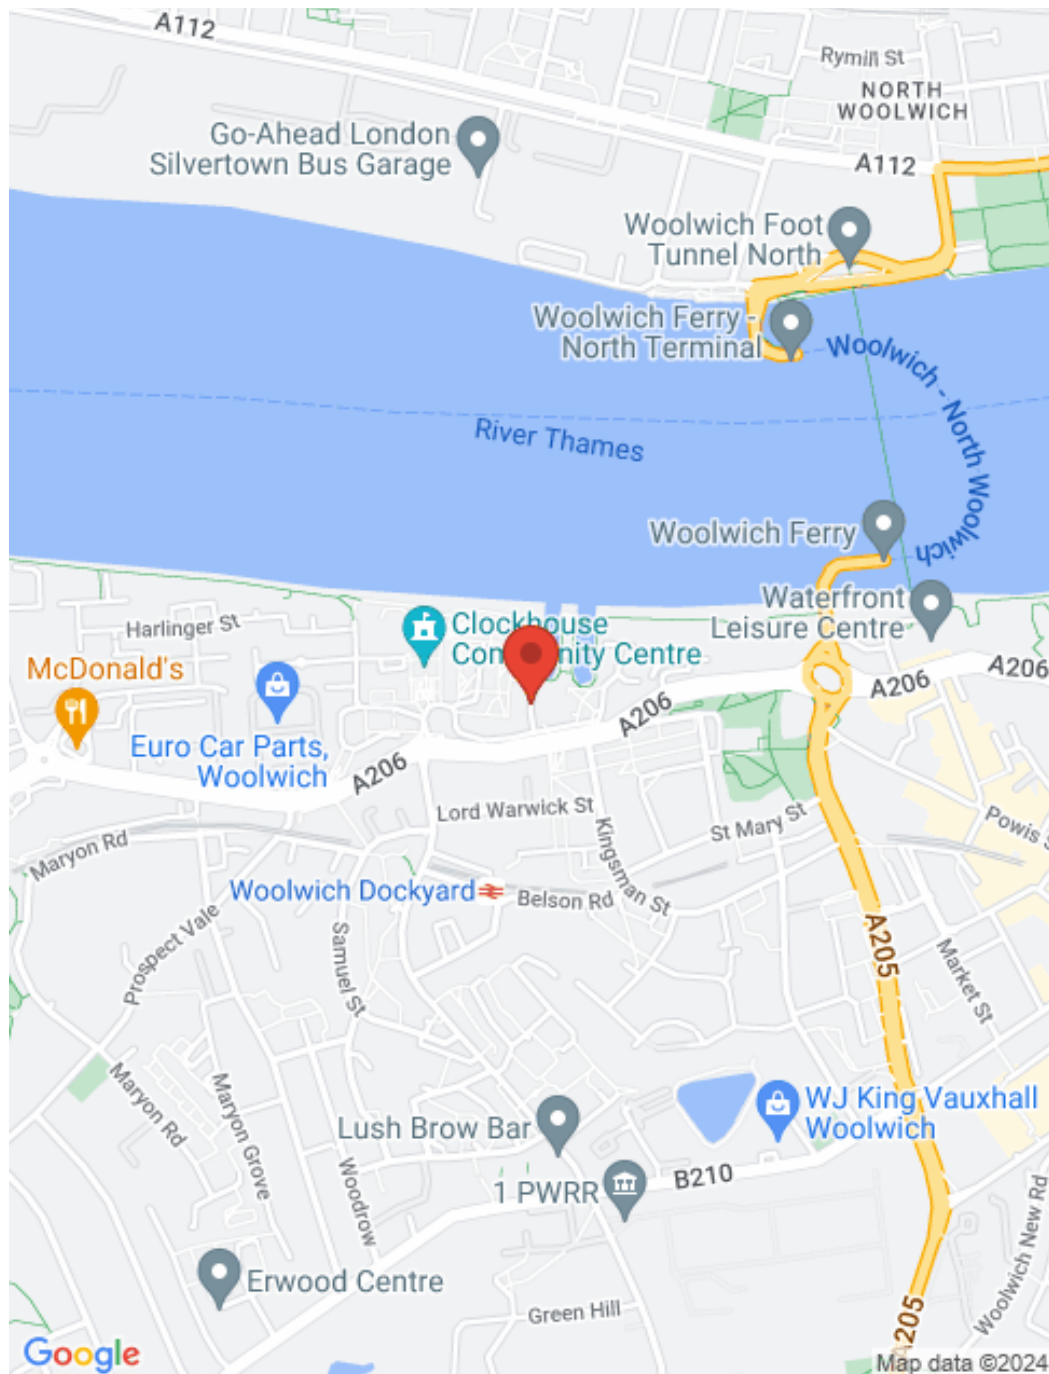 A112
Rymill St
NORTH
WOOLWICH
Go-Ahead London
Silvertown Bus Garage
A112
Woolwich Foot
Tunnel North
Woolwich Ferry -
North Terminal
Woolwich - North Woolwich
River Thames
Woolwich Ferry
Waterfront
Leisure Centre
Harlinger St
Clockhouse
Centre
McDonald's
A206
A206
A206
Euro Car Parts,
Woolwich
A206
Lord Warwick St
Kingsman St
St Mary St
Powis
Maryon Rd
Woolwich Dockyard
Belson Rd
Prospect Vale
Samuel St
A205
Market St
Maryon Rd
Maryon Grove
WJ King Vauxhall
Woolwich
Lush Brow Bar
Woodrow
1 PWRR
B210
Woolwich New Rd
Erwood Centre
Green Hill
A205
Google
Map data ©2024